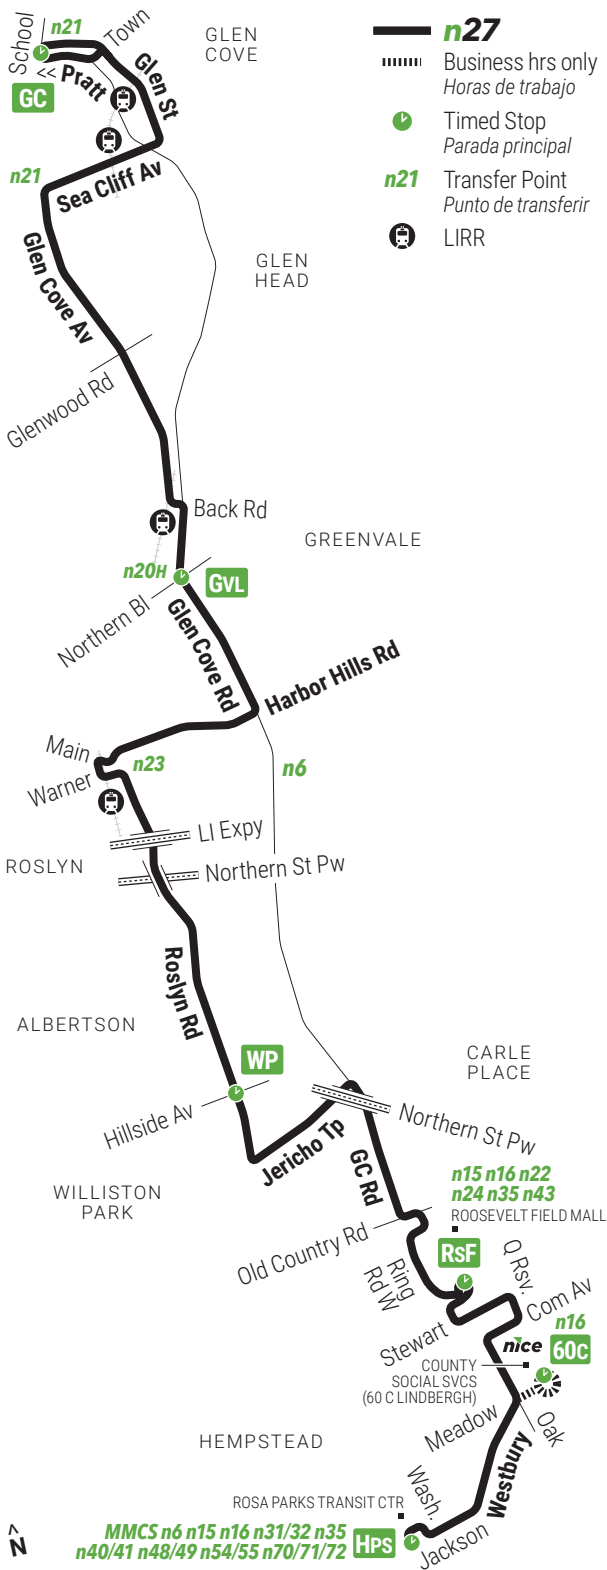 n27
Business hrs only
Horas de trabajo
Timed Stop
Parada principal
n21
Transfer Point
Punto de transferir
LIRR
School
n21
Town
GLEN
COVE
<< Pratt
Glen St
GC
n21
Sea Cliff Av
Glen Cove Av
GLEN
HEAD
Glenwood Rd
Back Rd
GREENVALE
n20H
GVL
Northern Bl
Glen Cove Rd
Harbor Hills Rd
Main
n23
n6
Warner
LI Expy
ROSLYN
Northern St Pw
Roslyn Rd
ALBERTSON
WP
CARLE
PLACE
Hillside Av
Jericho Tp
Northern St Pw
GC Rd
WILLISTON
PARK
n15 n16 n22
n24 n35 n43
ROOSEVELT FIELD MALL
Old Country Rd
RSF
Ring
Rd W
Q Rsv.
Com Av
Stewart
n16
nice
60C
COUNTY
SOCIAL SVCS
(60 C LINDBERGH)
Meadow
Oak
HEMPSTEAD
Westbury
Wash.
ROSA PARKS TRANSIT CTR
MMCS n6 n15 n16 n31/32 n35
n40/41 n48/49 n54/55 n70/71/72
HPS
Jackson
^
N